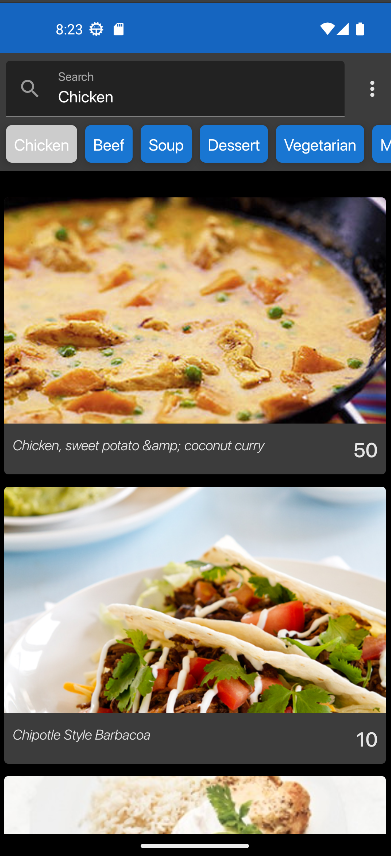 8:23
Search
Chicken
Chicken
Beef
Soup
Dessert
Vegetarian
M
Chicken, sweet potato &amp; coconut curry
50
Chipotle Style Barbacoa
10